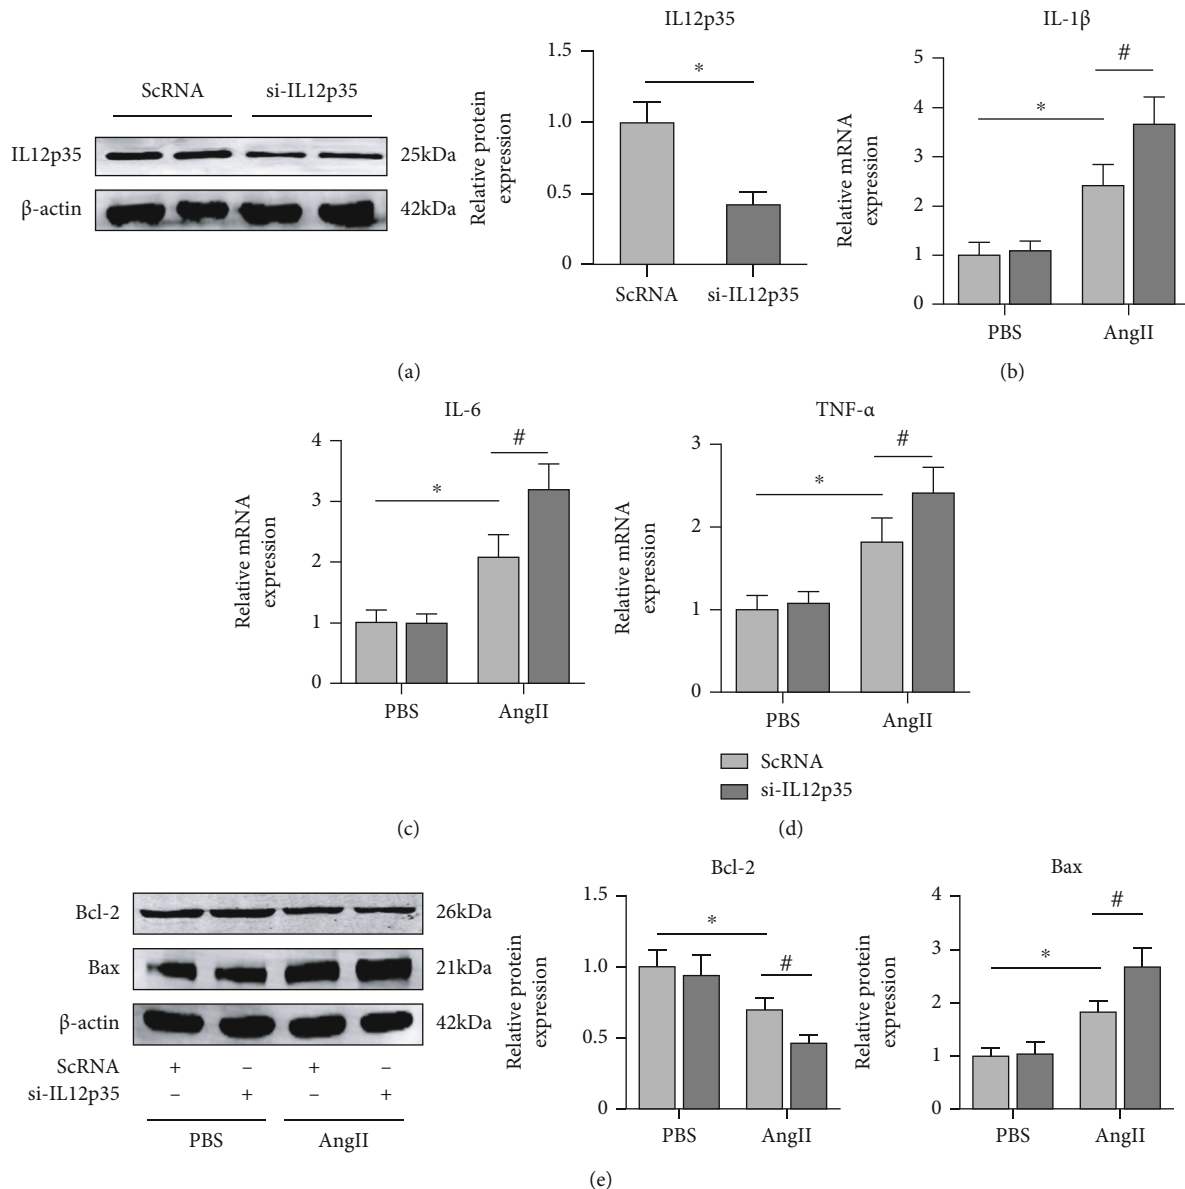 ScRNA si-IL12p35
IL12p35 25kDa
β-actin 42kDa
IL12p35
Relative protein
expression
1.5
1.0
0.5
0
*
ScRNA si-IL12p35
(a)
IL-1β
Relative mRNA
expression
5
4
3
2
1
0
*
#
PBS AngII
(b)
IL-6
Relative mRNA
expression
4
3
2
1
0
*
#
PBS AngII
(c)
TNF-α
Relative mRNA
expression
3
2
1
0
*
#
PBS AngII
ScRNA
si-IL12p35
(d)
Bcl-2 26kDa
Bax 21kDa
β-actin 42kDa
ScRNA + – + –
si-IL12p35 – + – +
PBS AngII
Bcl-2
Relative protein
expression
1.5
1.0
0.5
0
*
#
PBS AngII
Bax
Relative protein
expression
4
3
2
1
0
*
#
PBS AngII
(e)